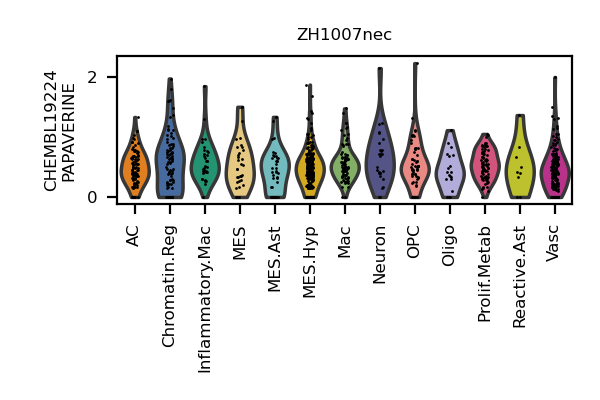 ZH1007nec
CHEMBL19224
PAPAVERINE
2
0
AC
Chromatin.Reg
Inflammatory.Mac
MES
MES.Ast
MES.Hyp
Mac
Neuron
OPC
Oligo
Prolif.Metab
Reactive.Ast
Vasc